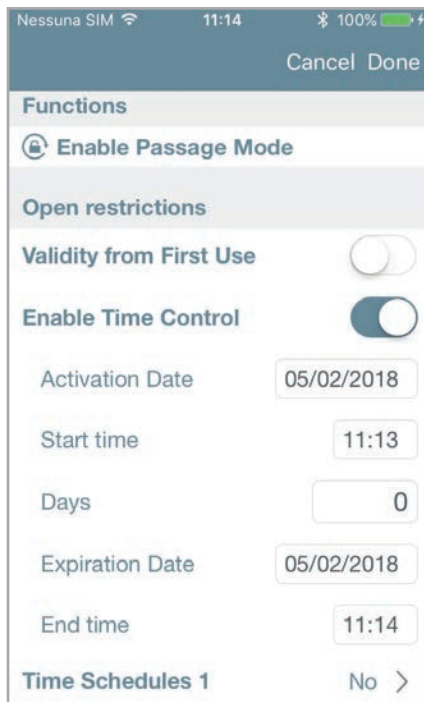 Nessuna SIM 11:14 100%
Cancel Done
Functions
Enable Passage Mode
Open restrictions
Validity from First Use
Enable Time Control
Activation Date 05/02/2018
Start time 11:13
Days 0
Expiration Date 05/02/2018
End time 11:14
Time Schedules 1 No